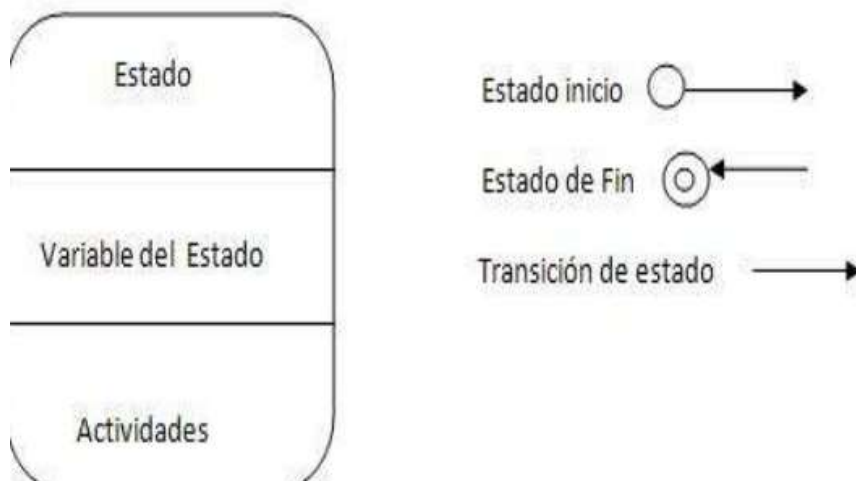 Estado
Variable del Estado
Actividades
Estado inicio
Estado de Fin
Transición de estado